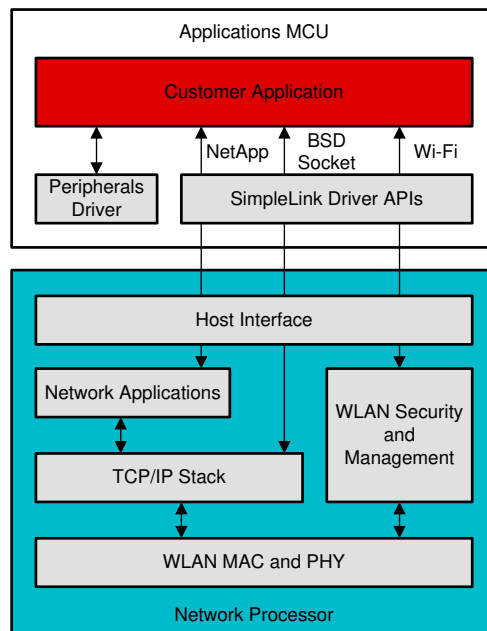 Applications MCU
Customer Application
NetApp
BSD
Socket
Wi-Fi
Peripherals
Driver
SimpleLink Driver APIs
Host Interface
Network Applications
WLAN Security
and
Management
TCP/IP Stack
WLAN MAC and PHY
Network Processor